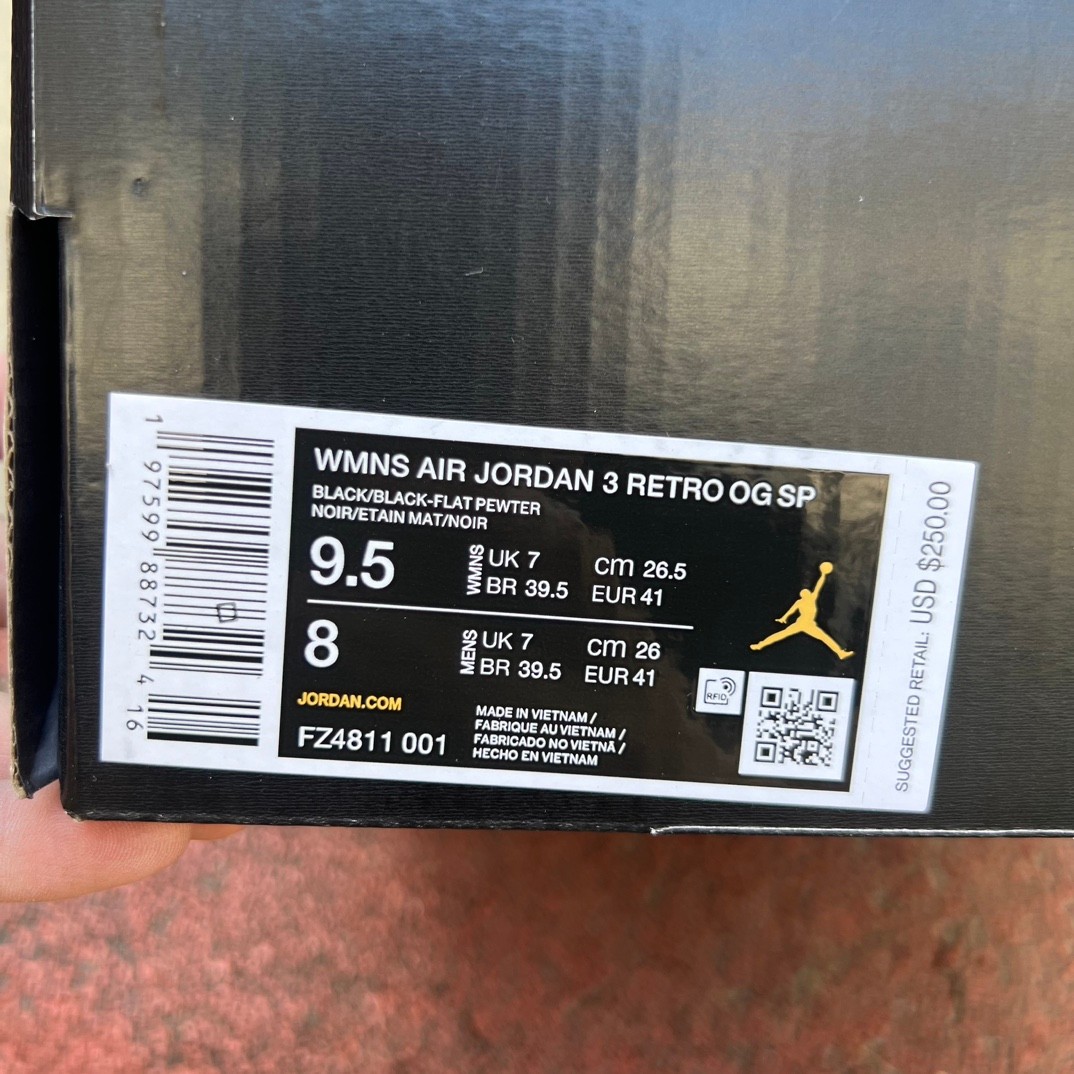 1 97599 88732 4 16
WMNS AIR JORDAN 3 RETRO OG SP
BLACK/BLACK-FLAT PEWTER
NOIR/ETAIN MAT/NOIR
9.5
WMNS
UK 7
cm 26.5
BR 39.5
EUR 41
8
MENS
UK 7
cm 26
BR 39.5
EUR 41
JORDAN.COM
FZ4811 001
MADE IN VIETNAM /
FABRIQUE AU VIETNAM /
FABRICADO NO VIETNÃ /
HECHO EN VIETNAM
RFID
SUGGESTED RETAIL: USD $250.00